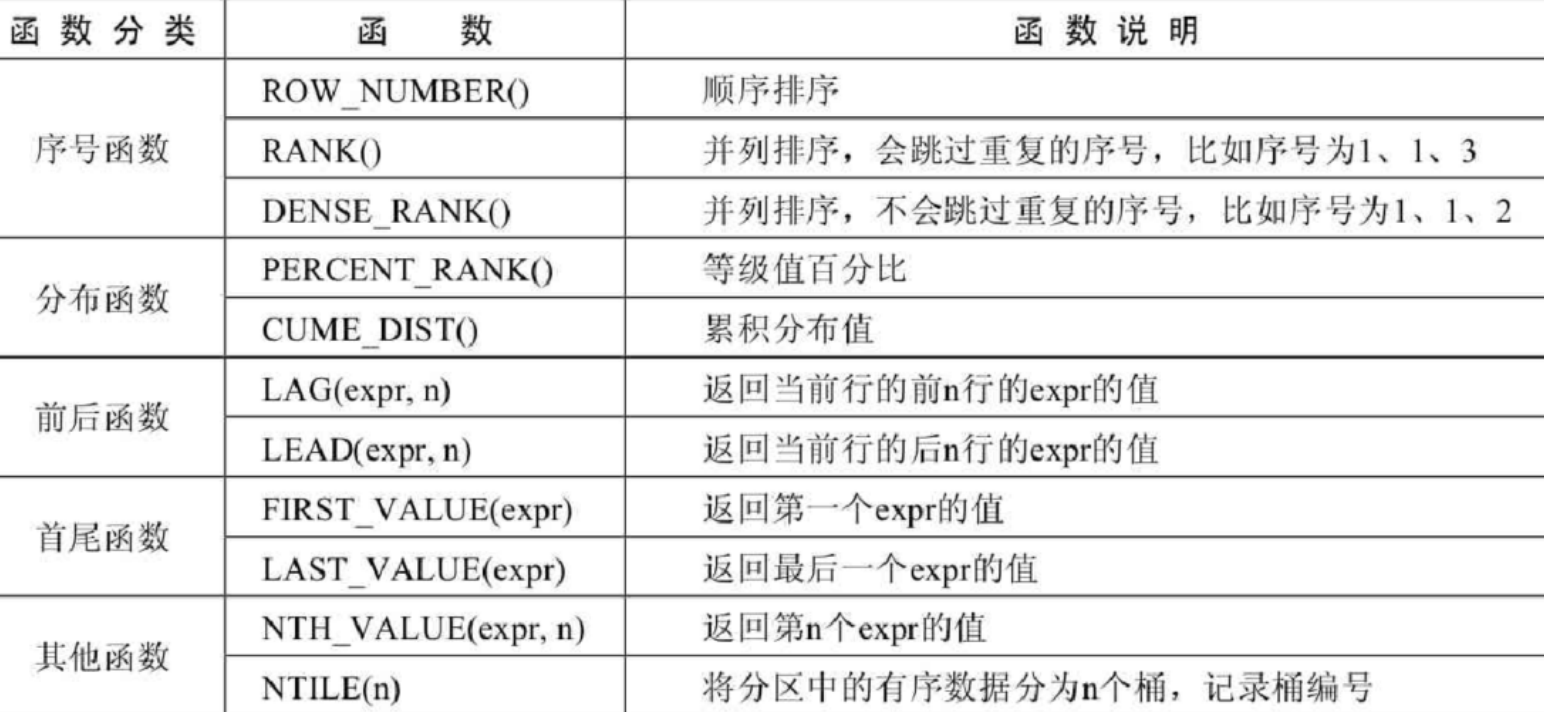 函数分类 函数 函数说明
ROW_NUMBER() 顺序排序
序号函数 RANK() 并列排序，会跳过重复的序号，比如序号为1、1、3
DENSE_RANK() 并列排序，不会跳过重复的序号，比如序号为1、1、2
分布函数 PERCENT_RANK() 等级值百分比
CUME_DIST() 累积分布值
前后函数 LAG(expr, n) 返回当前行的前n行的expr的值
LEAD(expr, n) 返回当前行的后n行的expr的值
首尾函数 FIRST_VALUE(expr) 返回第一个expr的值
LAST_VALUE(expr) 返回最后一个expr的值
其他函数 NTH_VALUE(expr, n) 返回第n个expr的值
NTILE(n) 将分区中的有序数据分为n个桶，记录桶编号